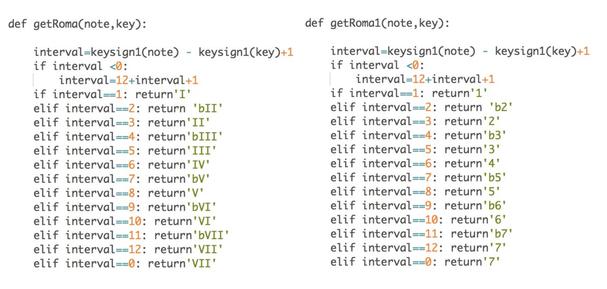 def getRoma(note,key):
interval=keysign1(note) - keysign1(key)+1
if interval <0:
interval=12+interval+1
if interval==1: return'I'
elif interval==2: return 'bII'
elif interval==3: return'II'
elif interval==4: return'bIII'
elif interval==5: return'III'
elif interval==6: return'IV'
elif interval==7: return'bV'
elif interval==8: return'V'
elif interval==9: return'bVI'
elif interval==10: return'VI'
elif interval==11: return'bVII'
elif interval==12: return'VII'
elif interval==0: return'VII'
def getRoma1(note,key):
interval=keysign1(note) - keysign1(key)+1
if interval <0:
interval=12+interval+1
if interval==1: return'1'
elif interval==2: return 'b2'
elif interval==3: return'2'
elif interval==4: return'b3'
elif interval==5: return'3'
elif interval==6: return'4'
elif interval==7: return'b5'
elif interval==8: return'5'
elif interval==9: return'b6'
elif interval==10: return'6'
elif interval==11: return'b7'
elif interval==12: return'7'
elif interval==0: return'7'